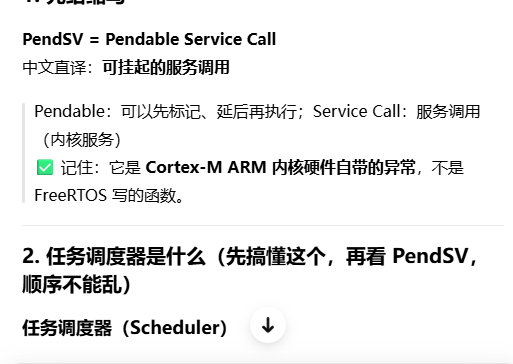 PendSV = Pendable Service Call
中文直译：可挂起的服务调用
Pendable：可以先标记、延后再执行；Service Call：服务调用
（内核服务）
✅ 记住：它是 Cortex-M ARM 内核硬件自带的异常，不是
FreeRTOS 写的函数。
2. 任务调度器是什么（先搞懂这个，再看 PendSV，
顺序不能乱）
任务调度器（Scheduler）